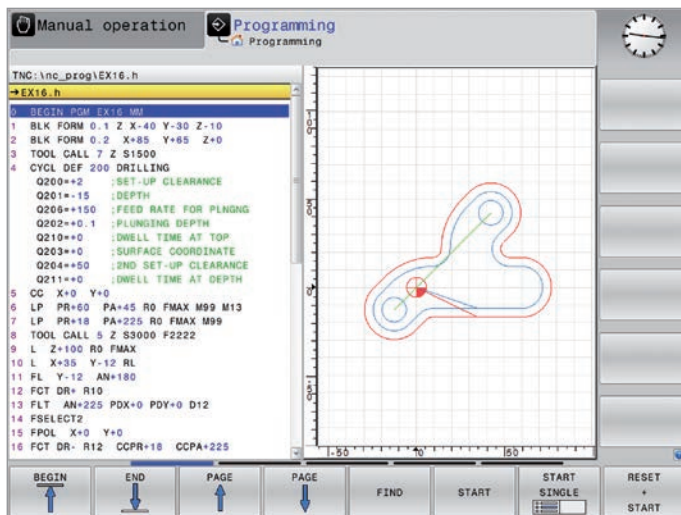 Manual operation
Programming
Programming
TNC:\nc_prog\EX16.h
→EX16.h
0 BEGIN PGM EX16 MM
1 BLK FORM 0.1 Z X-40 Y-30 Z-10
2 BLK FORM 0.2 X+85 Y+65 Z+0
3 TOOL CALL 7 Z S1500
4 CYCL DEF 200 DRILLING
Q200=+2 ;SET-UP CLEARANCE
Q201=-15 ;DEPTH
Q206=+150 ;FEED RATE FOR PLNGNG
Q202=+0.1 ;PLUNGING DEPTH
Q210=+0 ;DWELL TIME AT TOP
Q203=+0 ;SURFACE COORDINATE
Q204=+50 ;2ND SET-UP CLEARANCE
Q211=+0 ;DWELL TIME AT DEPTH
5 CC X+0 Y+0
6 LP PR+60 PA+45 R0 FMAX M99 M13
7 LP PR+18 PA+225 R0 FMAX M99
8 TOOL CALL 5 Z S3000 F2222
9 L Z+100 R0 FMAX
10 L X+35 Y-12 RL
11 FL Y-12 AN+180
12 FCT DR+ R10
13 FLT AN+225 PDX+0 PDY+0 D12
14 FSELECT2
15 FPOL X+0 Y+0
16 FCT DR- R12 CCPR+18 CCPA+225
-50
BEGIN
END
PAGE
PAGE
FIND
START
START
SINGLE
RESET
+
START